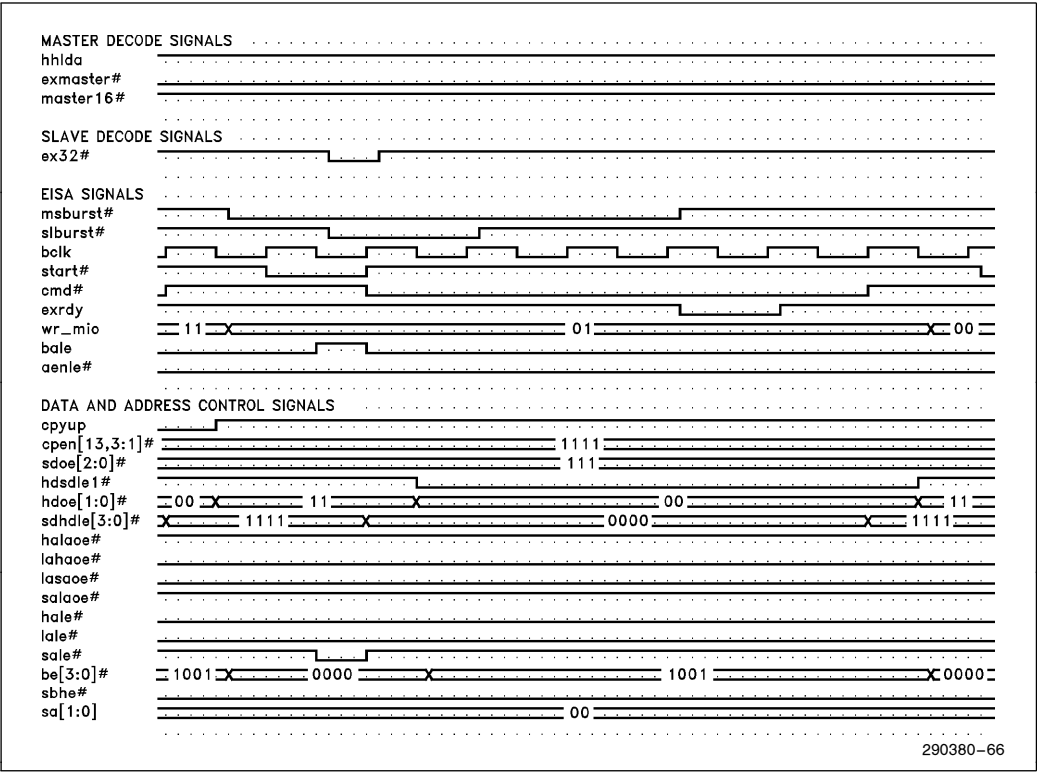 MASTER DECODE SIGNALS
hhlda
exmaster#
master16#
SLAVE DECODE SIGNALS
ex32#
EISA SIGNALS
msburst#
slburst#
bclk
start#
cmd#
exrdy
wr_mio 11 01 00
bale
aenle#
DATA AND ADDRESS CONTROL SIGNALS
cpyup
cpen[13,3:1]# 1111
sdoe[2:0]# 111
hdsdle1#
hdoe[1:0]# 00 11 00 11
sdhdle[3:0]# 1111 0000 1111
halaoe#
lahaoe#
lasaoe#
salaoe#
hale#
lale#
sale#
be[3:0]# 1001 0000 1001 0000
sbhe#
sa[1:0] 00
290380-66